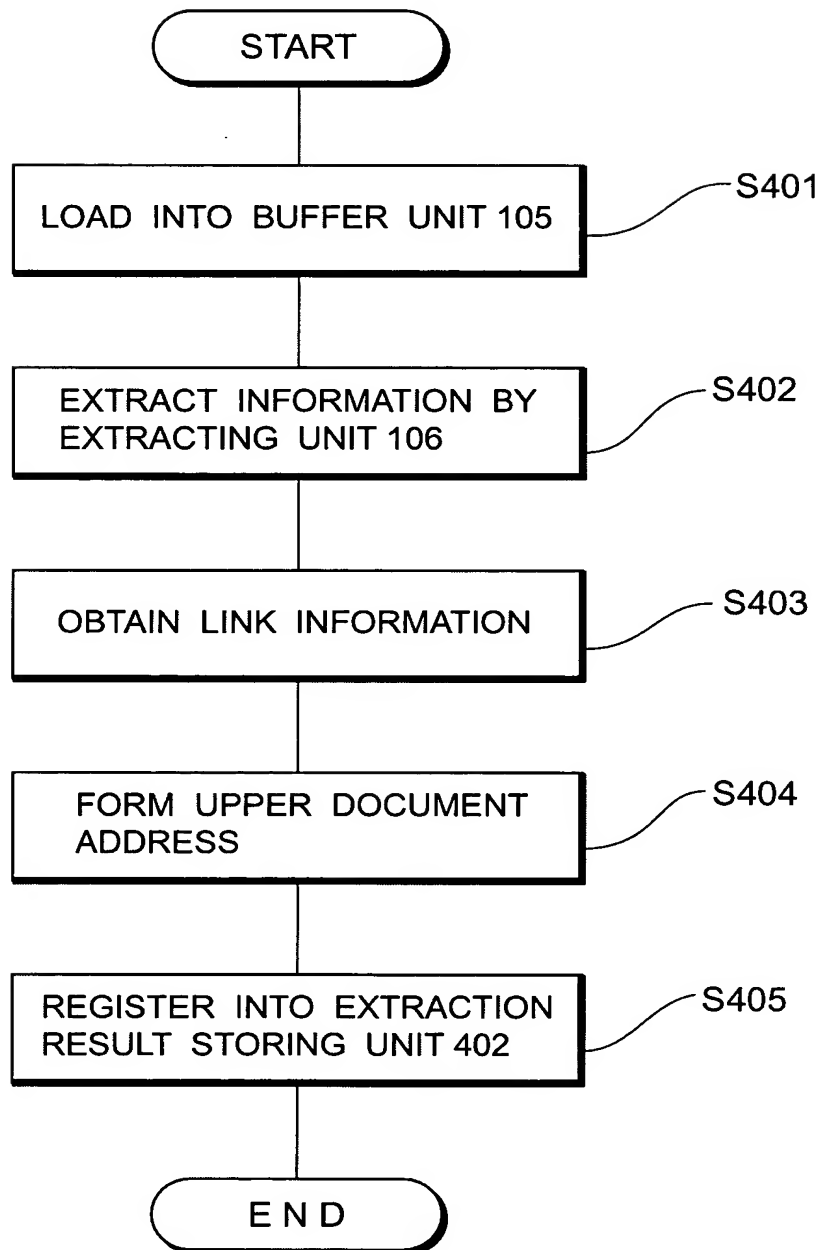 START
LOAD INTO BUFFER UNIT 105
S401
EXTRACT INFORMATION BY
EXTRACTING UNIT 106
S402
OBTAIN LINK INFORMATION
S403
FORM UPPER DOCUMENT
ADDRESS
S404
REGISTER INTO EXTRACTION
RESULT STORING UNIT 402
S405
END